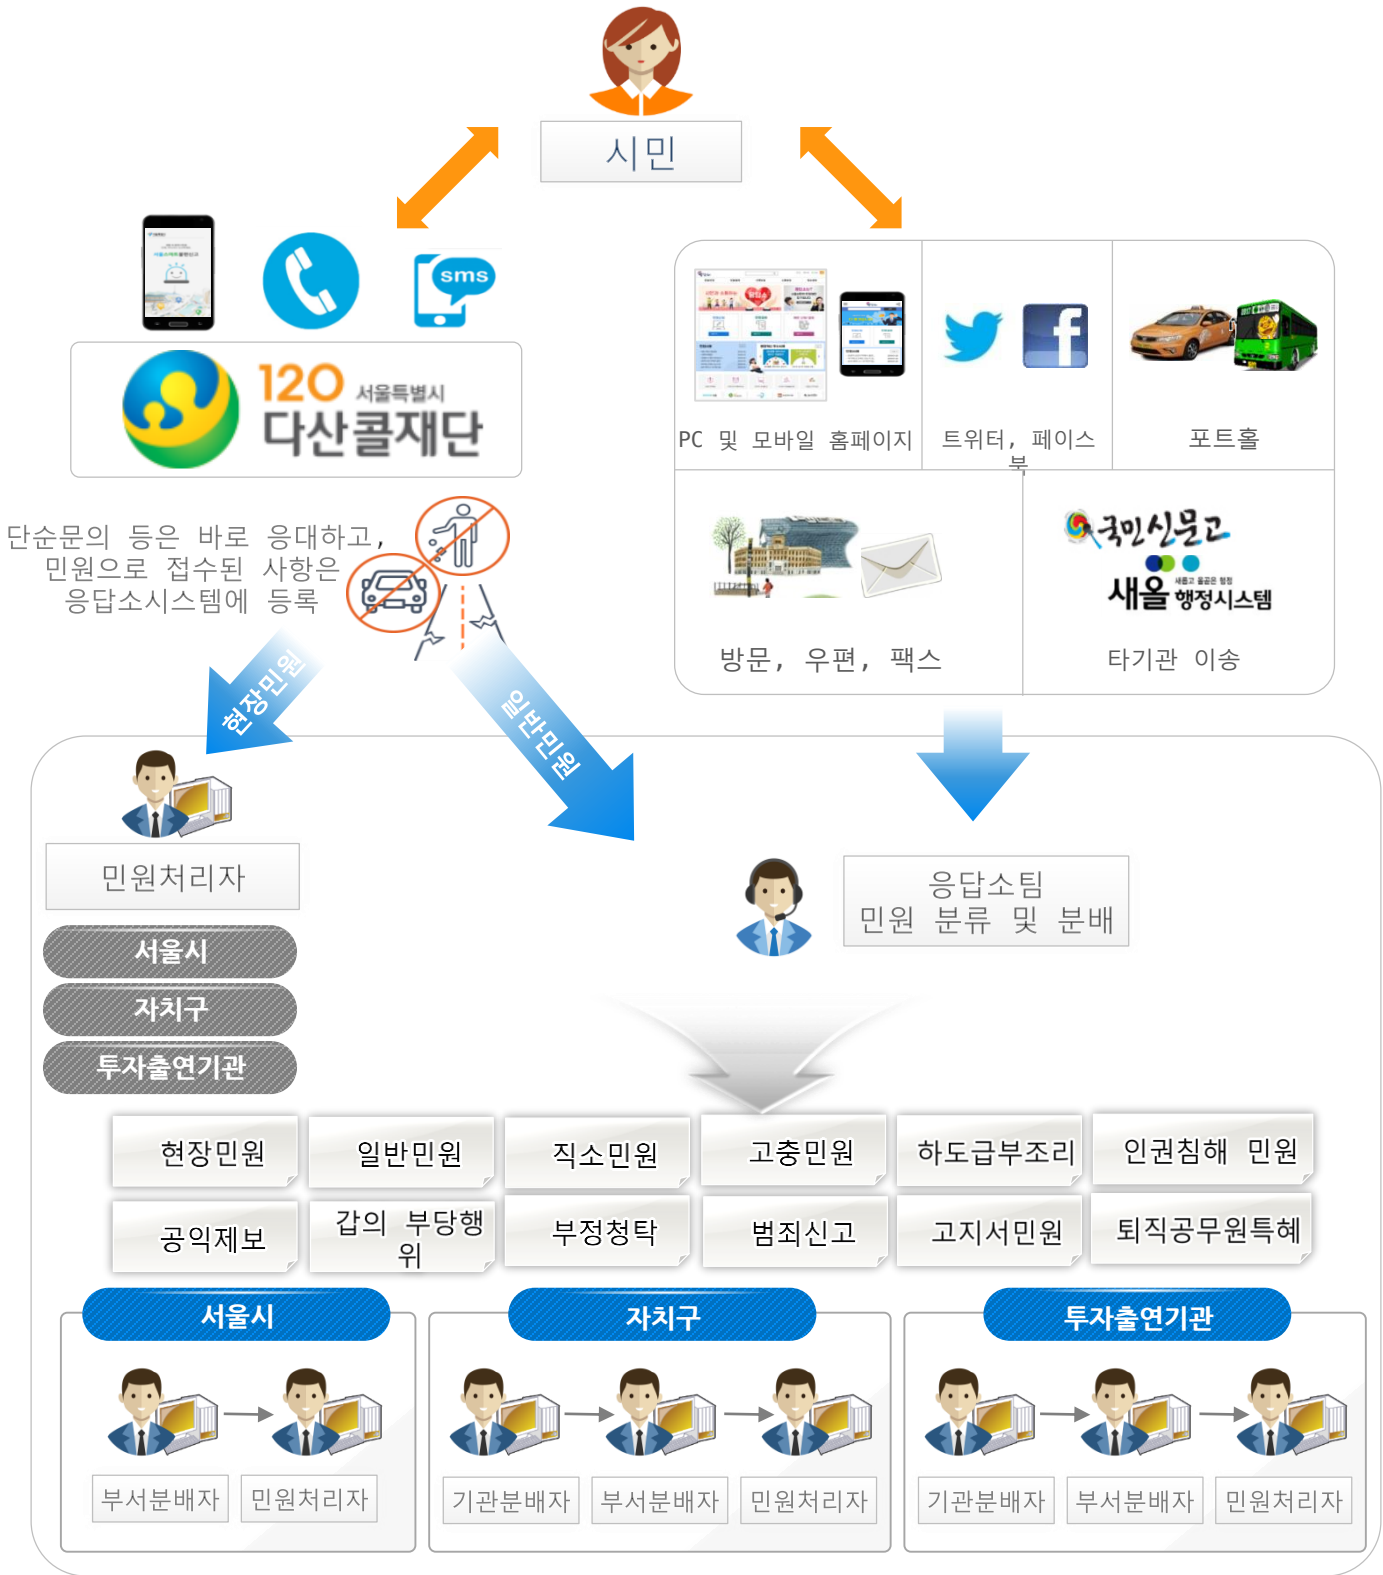 시민
sms
120 서울특별시
다산콜재단
단순문의 등은 바로 응대하고,
민원으로 접수된 사항은
응답소시스템에 등록
PC 및 모바일 홈페이지
트위터, 페이스
북
포트홀
방문, 우편, 팩스
국민신문고
새롭고 올곧은 행정
새올 행정시스템
타기관 이송
현장민원
일반민원
민원처리자
서울시
자치구
투자출연기관
응답소팀
민원 분류 및 분배
현장민원
일반민원
직소민원
고충민원
하도급부조리
인권침해 민원
공익제보
갑의 부당행
위
부정청탁
범죄신고
고지서민원
퇴직공무원특혜
서울시
부서분배자
민원처리자
자치구
기관분배자
부서분배자
민원처리자
투자출연기관
기관분배자
부서분배자
민원처리자